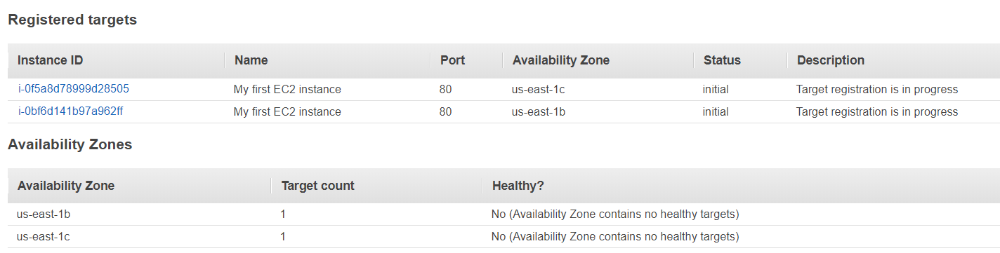 Registered targets
Instance ID Name Port Availability Zone Status Description
i-0f5a8d78999d28505 My first EC2 instance 80 us-east-1c initial Target registration is in progress
i-0bf6d141b97a962ff My first EC2 instance 80 us-east-1b initial Target registration is in progress
Availability Zones
Availability Zone Target count Healthy?
us-east-1b 1 No (Availability Zone contains no healthy targets)
us-east-1c 1 No (Availability Zone contains no healthy targets)